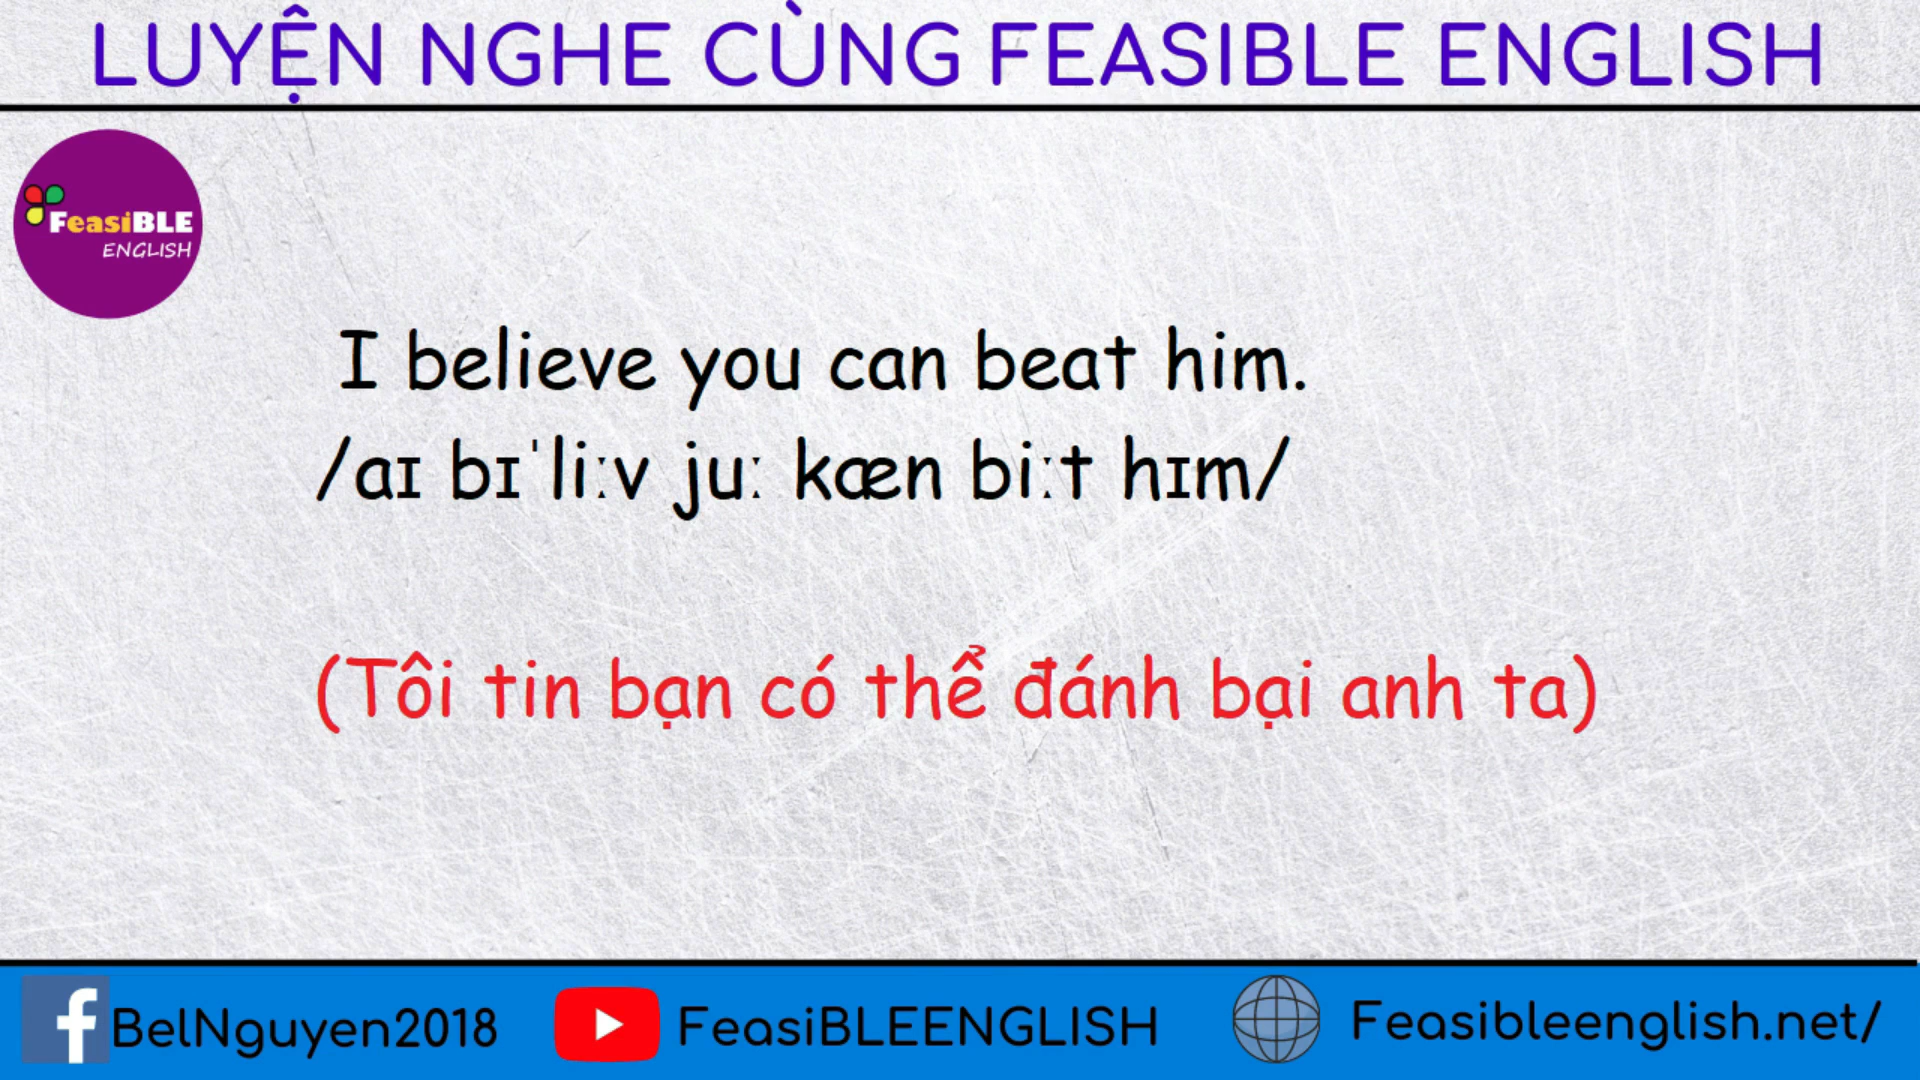 LUYỆN NGHE CÙNG FEASIBLE ENGLISH
FeasiBLE
ENGLISH
I believe you can beat him.
/aɪ bɪˈliːv juː kæn biːt hɪm/
(Tôi tin bạn có thể đánh bại anh ta)
BelNguyen2018
FeasiBLEENGLISH
Feasibleenglish.net/